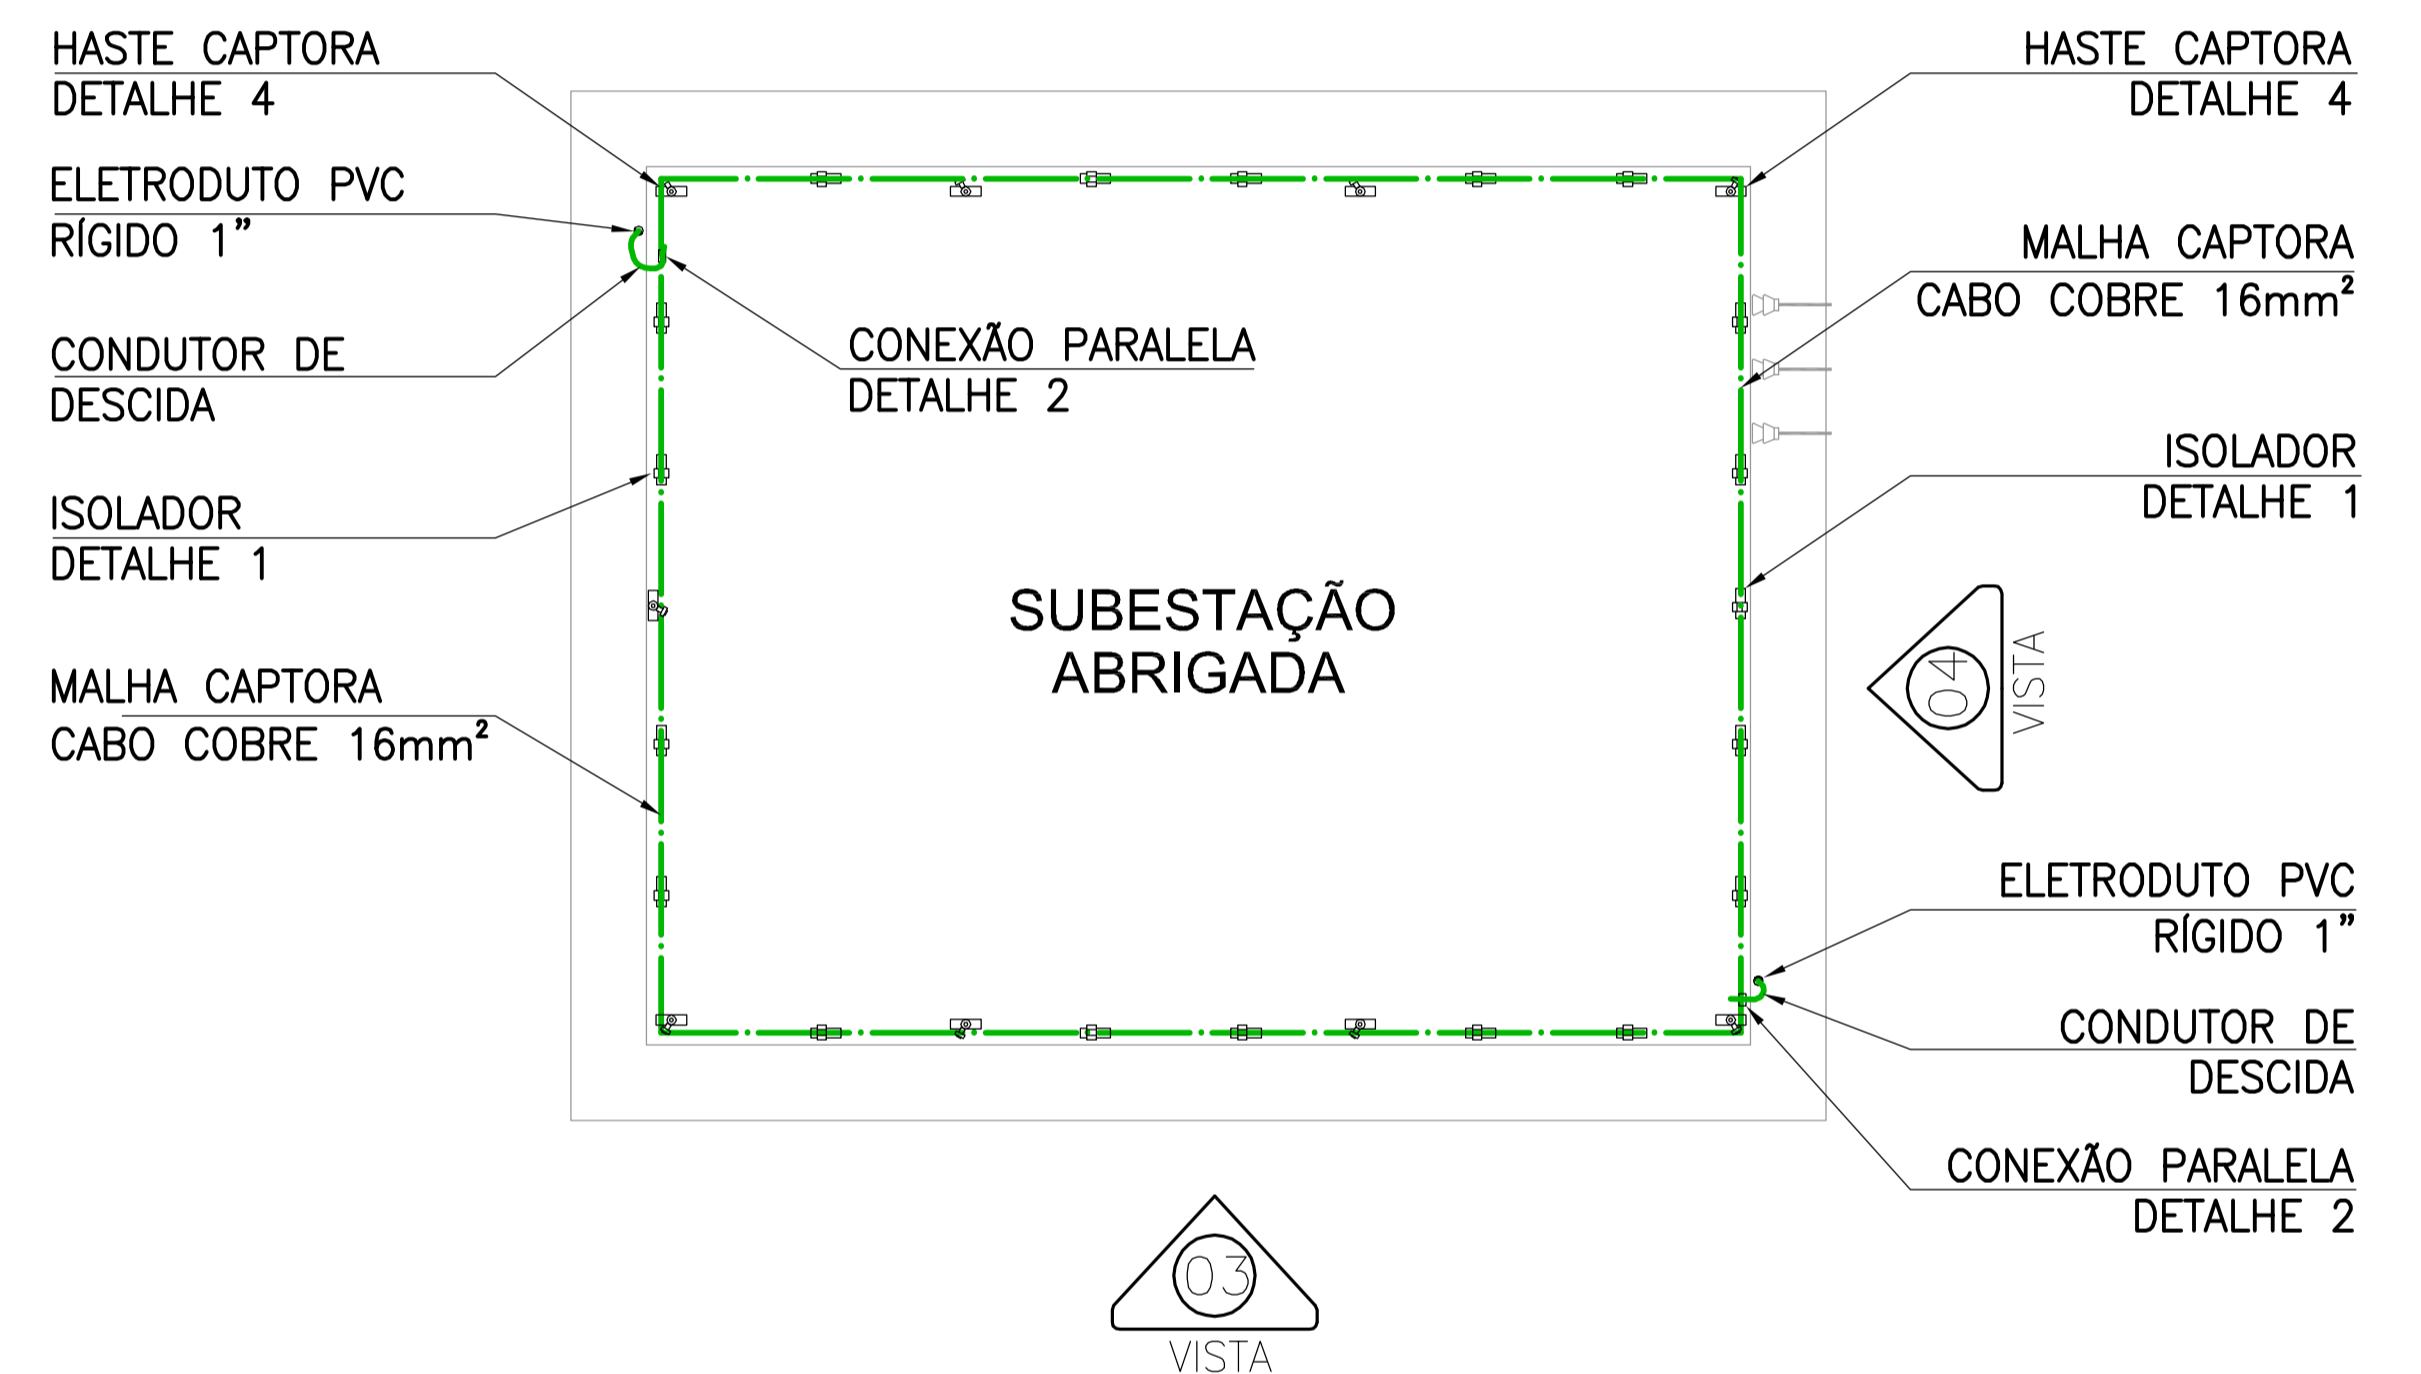 HASTE CAPTORA
DETALHE 4
ELETRODUTO PVC
RÍGIDO 1"
CONDUTOR DE
DESCIDA
ISOLADOR
DETALHE 1
MALHA CAPTORA
CABO COBRE 16mm²
CONEXÃO PARALELA
DETALHE 2
SUBESTAÇÃO
ABRIGADA
HASTE CAPTORA
DETALHE 4
MALHA CAPTORA
CABO COBRE 16mm²
ISOLADOR
DETALHE 1
04
VISTA
ELETRODUTO PVC
RÍGIDO 1"
CONDUTOR DE
DESCIDA
CONEXÃO PARALELA
DETALHE 2
03
VISTA